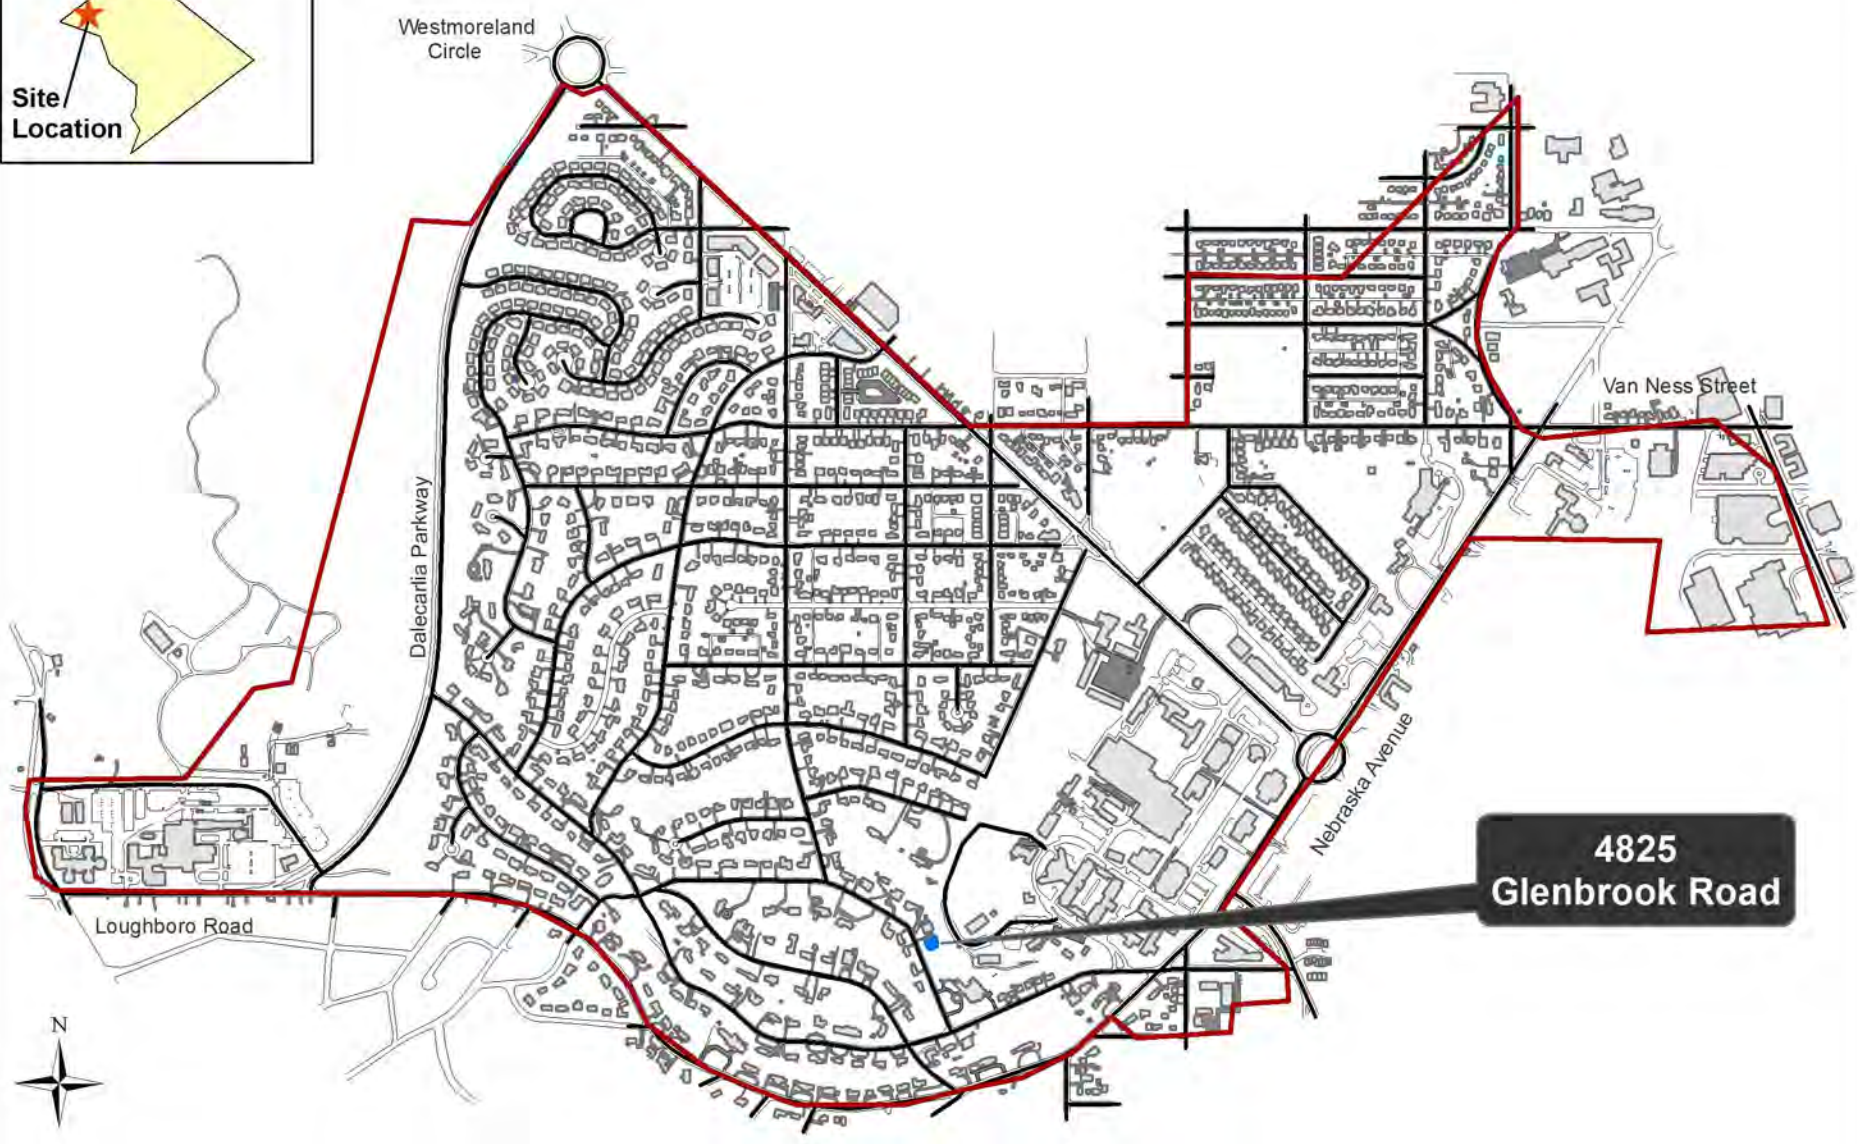 Westmoreland
Circle
Site
Location
Van Ness Street
Dalecarlia Parkway
Nebraska Avenue
4825
Glenbrook Road
Loughboro Road
N